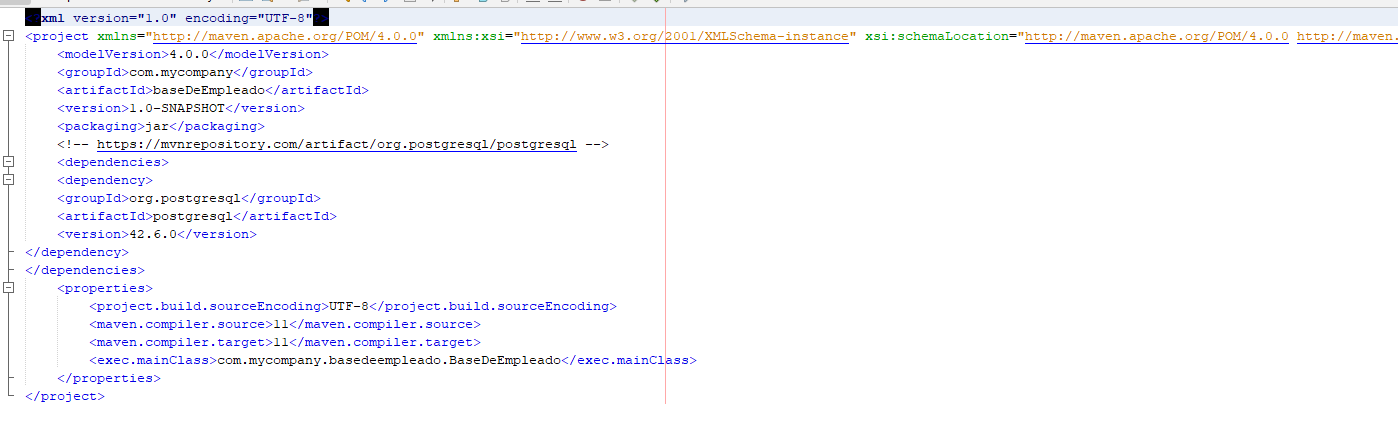 <?xml version="1.0" encoding="UTF-8"?>
<project xmlns="http://maven.apache.org/POM/4.0.0" xmlns:xsi="http://www.w3.org/2001/XMLSchema-instance" xsi:schemaLocation="http://maven.apache.org/POM/4.0.0 http://maven.
<modelVersion>4.0.0</modelVersion>
<groupId>com.mycompany</groupId>
<artifactId>baseDeEmpleado</artifactId>
<version>1.0-SNAPSHOT</version>
<packaging>jar</packaging>
<!-- https://mvnrepository.com/artifact/org.postgresql/postgresql -->
<dependencies>
<dependency>
<groupId>org.postgresql</groupId>
<artifactId>postgresql</artifactId>
<version>42.6.0</version>
</dependency>
</dependencies>
<properties>
<project.build.sourceEncoding>UTF-8</project.build.sourceEncoding>
<maven.compiler.source>11</maven.compiler.source>
<maven.compiler.target>11</maven.compiler.target>
<exec.mainClass>com.mycompany.basedeempleado.BaseDeEmpleado</exec.mainClass>
</properties>
</project>